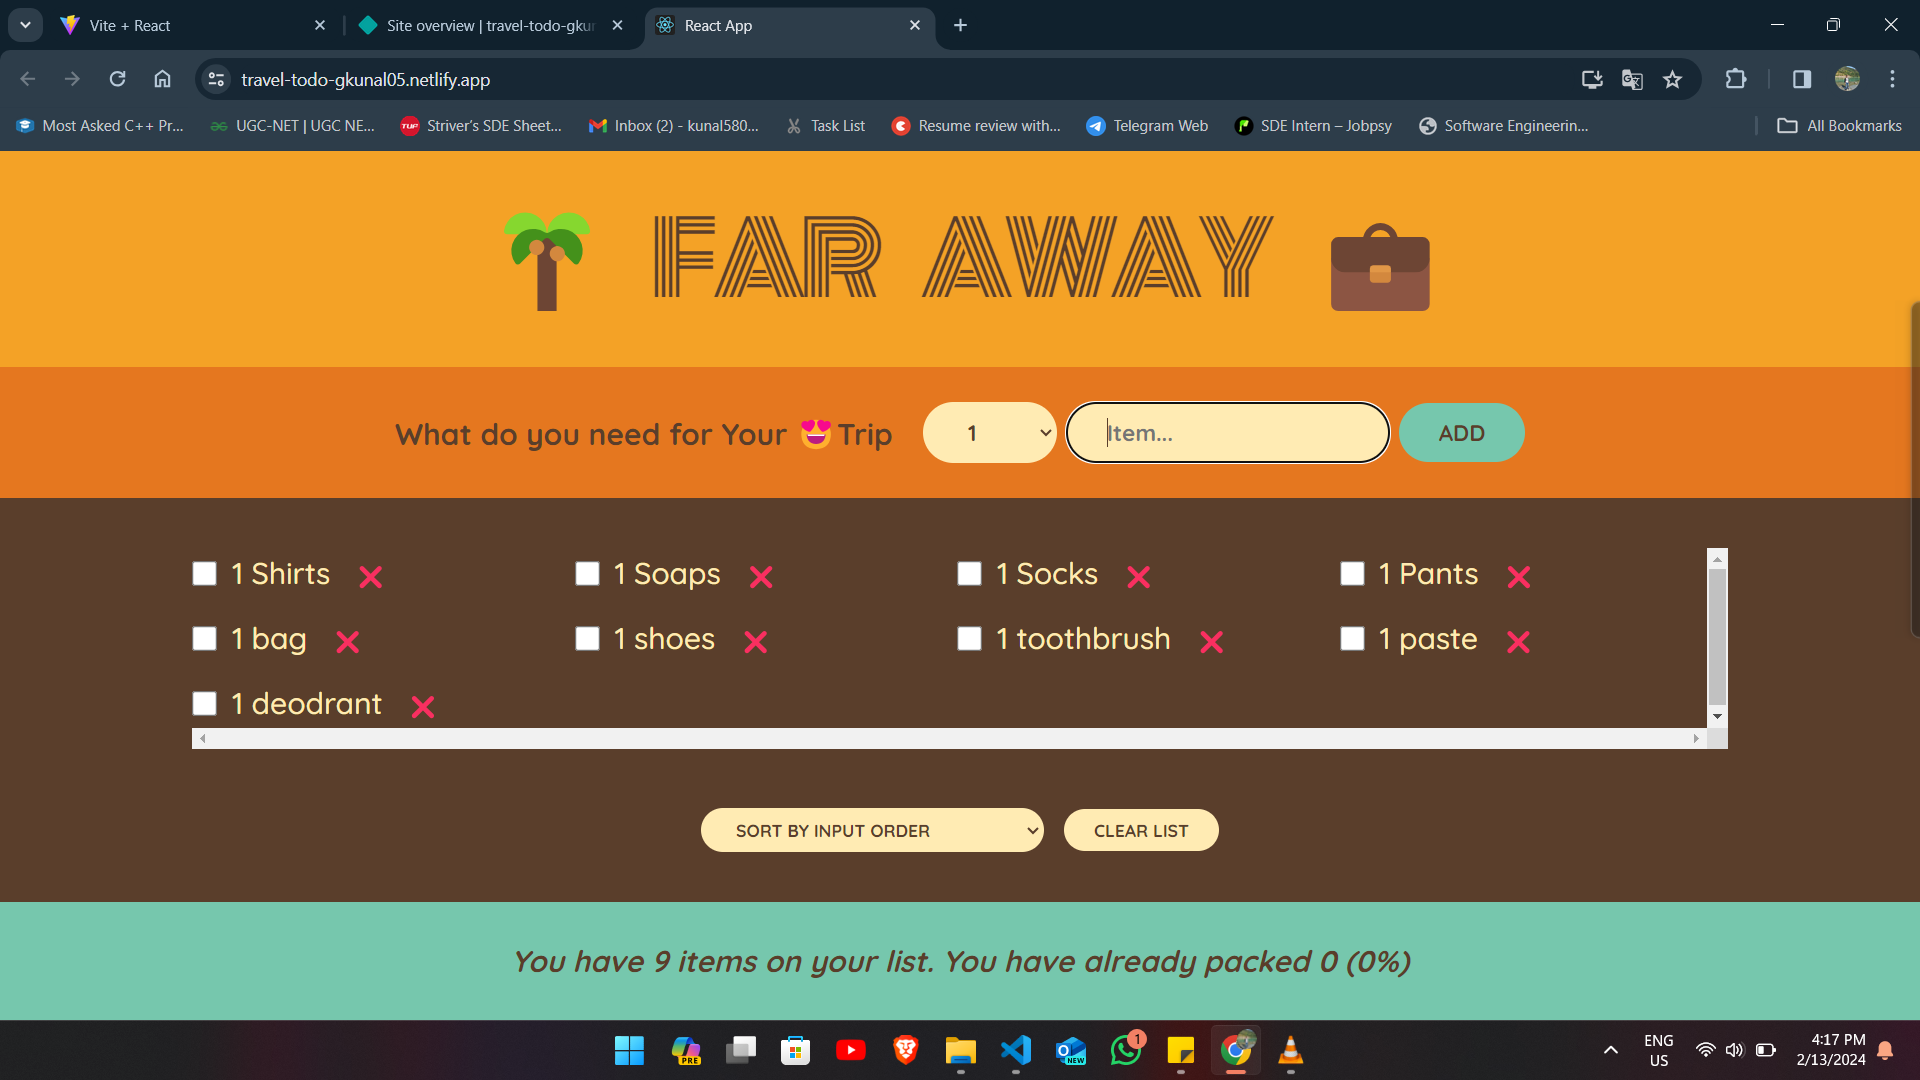 Vite + React
Site overview | travel-todo-gkur
React App
travel-todo-gkunal05.netlify.app
Most Asked C++ Pr...
UGC-NET | UGC NE...
Striver's SDE Sheet...
Inbox (2) - kunal580...
Task List
Resume review with...
Telegram Web
SDE Intern – Jobpsy
Software Engineerin...
All Bookmarks
FAR AWAY
What do you need for Your 😍 Trip
1
Item...
ADD
1 Shirts ❌
1 Soaps ❌
1 Socks ❌
1 Pants ❌
1 bag ❌
1 shoes ❌
1 toothbrush ❌
1 paste ❌
1 deodrant ❌
SORT BY INPUT ORDER
CLEAR LIST
You have 9 items on your list. You have already packed 0 (0%)
PRE
NEW
1
ENG
US
4:17 PM
2/13/2024